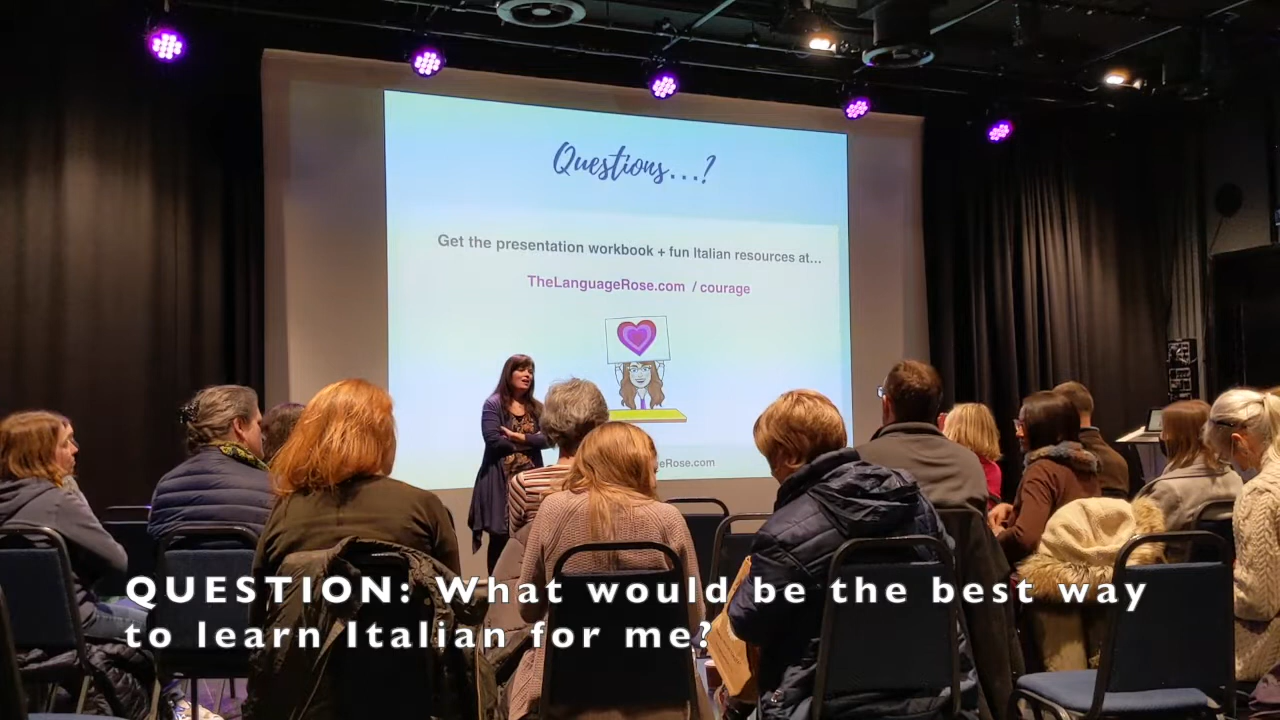 Questions...?
Get the presentation workbook + fun Italian resources at...
TheLanguageRose.com / courage
eRose.com
QUESTION: What would be the best way
to learn Italian for me?